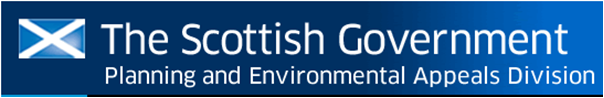 The Scottish Government
Planning and Environmental Appeals Division